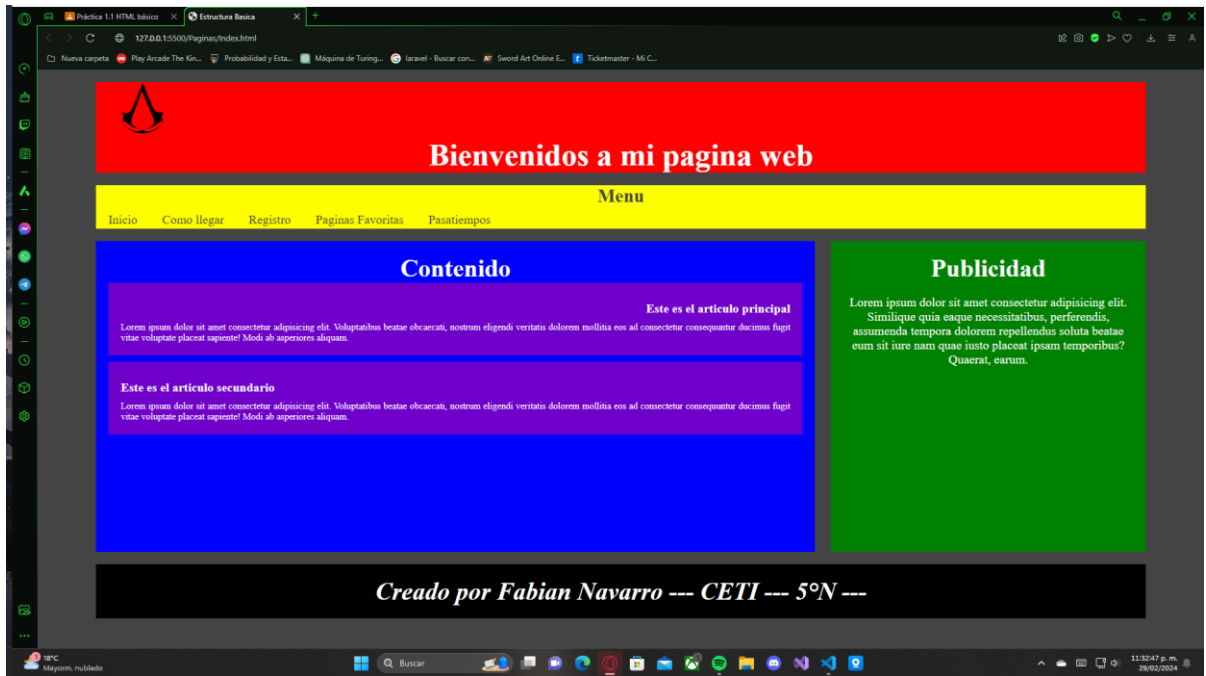 Práctica 1.1 HTML básico
Estructura Basica
127.0.0.1:5500/Paginas/Index.html
Nueva carpeta
Play Arcade The Kin...
Probabilidad y Esta...
Máquina de Turing...
laravel - Buscar con...
Sword Art Online E...
Ticketmaster - Mi C...
Bienvenidos a mi pagina web
Menu
Inicio Como llegar Registro Paginas Favoritas Pasatiempos
Contenido
Este es el articulo principal
Lorem ipsum dolor sit amet consectetur adipisicing elit. Voluptatibus beatae obcaecati, nostrum eligendi veritatis dolorem mollitia eos ad consectetur consequuntur ducimus fugit
vitae voluptate placeat sapiente! Modi ab asperiores aliquam.
Este es el articulo secundario
Lorem ipsum dolor sit amet consectetur adipisicing elit. Voluptatibus beatae obcaecati, nostrum eligendi veritatis dolorem mollitia eos ad consectetur consequuntur ducimus fugit
vitae voluptate placeat sapiente! Modi ab asperiores aliquam.
Publicidad
Lorem ipsum dolor sit amet consectetur adipisicing elit.
Similique quia eaque necessitatibus, perferendis,
assumenda tempora dolorem repellendus soluta beatae
eum sit iure nam quae iusto placeat ipsam temporibus?
Quaerat, earum.
Creado por Fabian Navarro --- CETI --- 5°N ---
18°C
Mayorm. nublado
Buscar
11:32:47 p. m.
29/02/2024